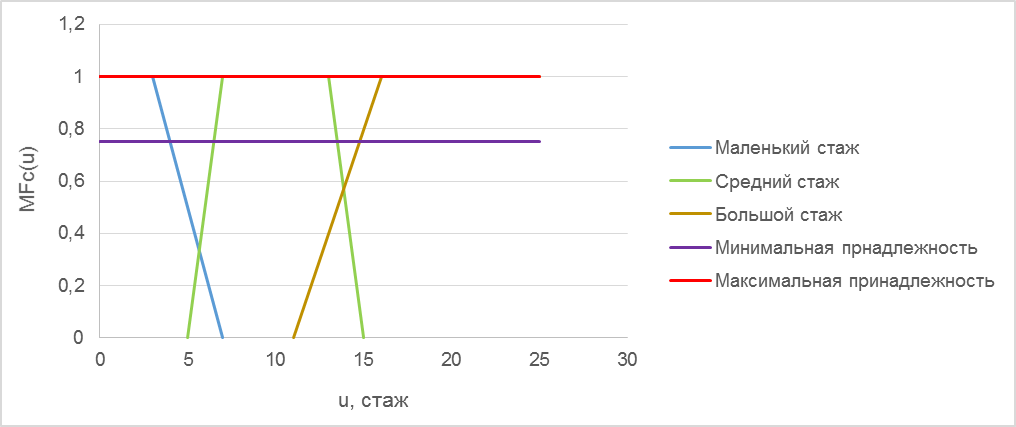 1,2
1
0,8
0,6
0,4
0,2
0
MFc(u)
0 5 10 15 20 25 30
u, стаж
Маленький стаж
Средний стаж
Большой стаж
Минимальная прнадлежность
Максимальная принадлежность